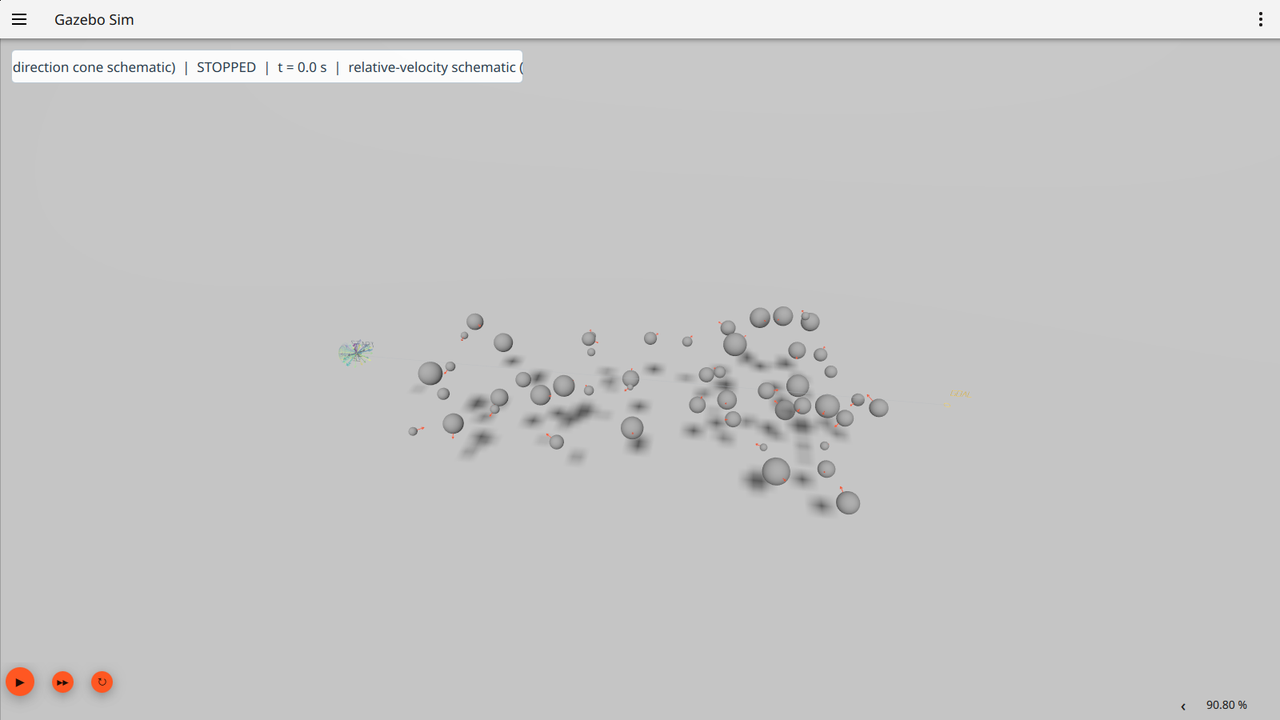 Gazebo Sim
direction cone schematic)  |  STOPPED  |  t = 0.0 s  |  relative-velocity schematic (
90.80 %